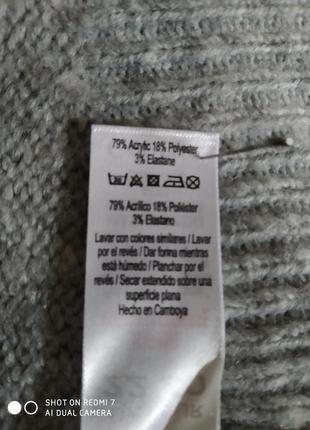 79% Acrylic 18% Polyester
3% Elastane
79% Acrílico 18% Poliéster
3% Elastano
Lavar con colores similares / Lavar
por el revés / Dar forma mientras
está húmedo / Planchar por el
revés / Secar extendido sobre una
superficie plana
Hecho en Camboya
SHOT ON REDMI 7
AI DUAL CAMERA